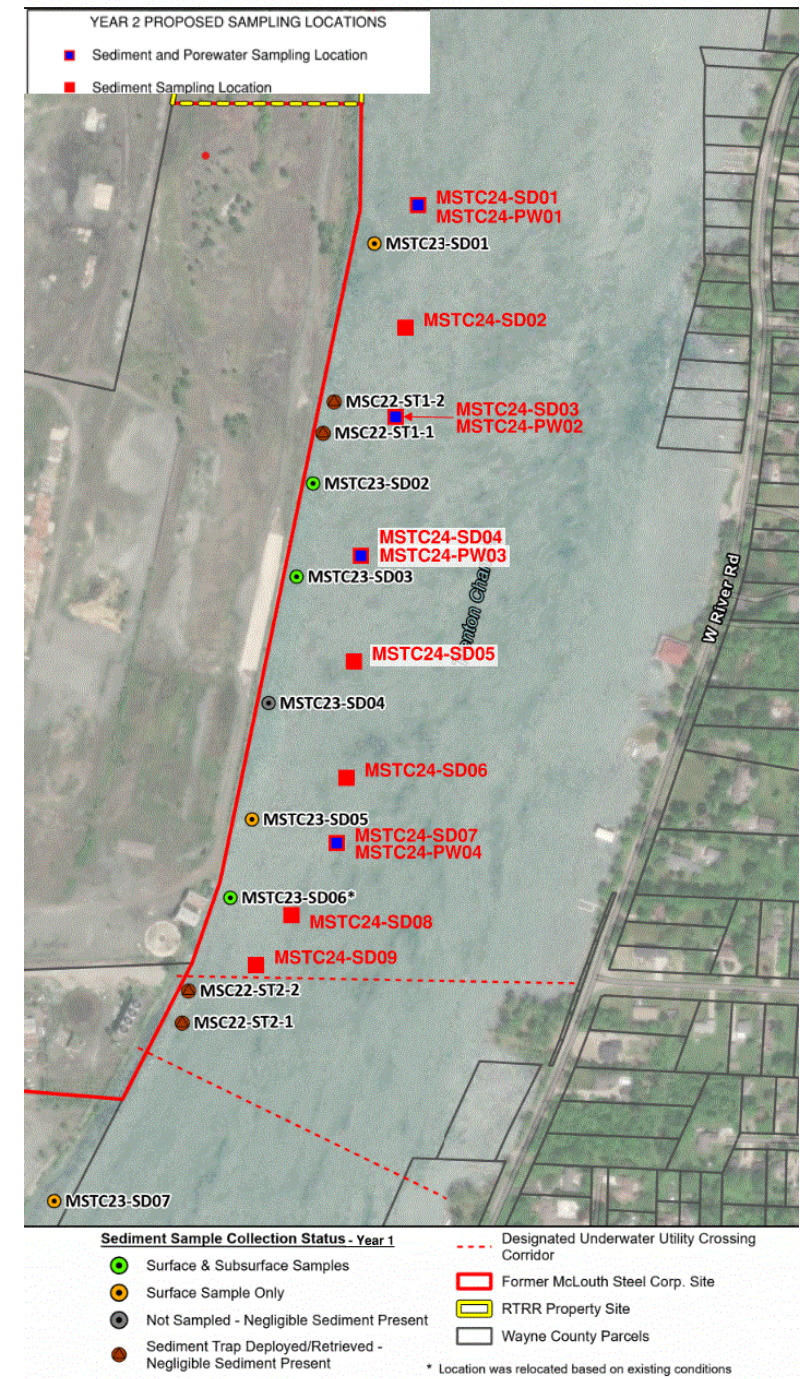 YEAR 2 PROPOSED SAMPLING LOCATIONS
Sediment and Porewater Sampling Location
Sediment Sampling Location
MSTC24-SD01
MSTC24-PW01
MSTC23-SD01
MSTC24-SD02
MSC22-ST1-2
MSTC24-SD03
MSTC24-PW02
MSC22-ST1-1
MSTC23-SD02
MSTC24-SD04
MSTC24-PW03
MSTC23-SD03
W River Rd
MSTC24-SD05
MSTC23-SD04
MSTC24-SD06
MSTC23-SD05
MSTC24-SD07
MSTC24-PW04
MSTC23-SD06*
MSTC24-SD08
MSTC24-SD09
MSC22-ST2-2
MSC22-ST2-1
MSTC23-SD07
Sediment Sample Collection Status - Year 1
Surface & Subsurface Samples
Surface Sample Only
Not Sampled - Negligible Sediment Present
Sediment Trap Deployed/Retrieved -
Negligible Sediment Present
Designated Underwater Utility Crossing
Corridor
Former McLouth Steel Corp. Site
RTRR Property Site
Wayne County Parcels
* Location was relocated based on existing conditions